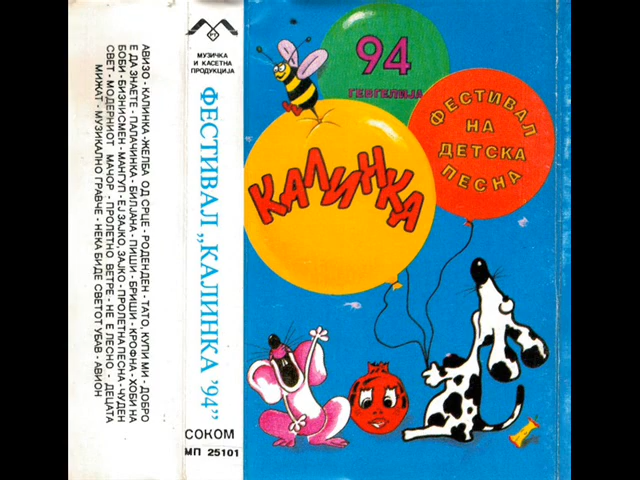 АВИЗО - КАЛИНКА - ЖЕЛБА ОД СРЦЕ - РОДЕНДЕН - ТАТО, КУПИ МИ - ДОБРО
Е ДА ЗНАЕТЕ - ПАЛАЧИНКА - БИЛЈАНА - ПИШИ - БРИШИ - КРОФНА - ХОБИ НА
БОБИ - БИЗНИСМЕН - МАНГУП - ЕЈ ЗАЈКО, ЗАЈКО - ПРОЛЕТНА ПЕСНА - ЧУДЕН
СВЕТ - МОДЕРНИОТ МАЧОР - ПРОЛЕТНО ВЕТРЕ - НЕ Е ЛЕСНО - ДЕЦАТА
МИЖАТ - МУЗИКАЛНО ГРАВЧЕ - НЕКА БИДЕ СВЕТОТ УБАВ - АВИОН
МУЗИЧКА
И КАСЕТНА
ПРОДУКЦИЈА
ФЕСТИВАЛ „КАЛИНКА '94”
СОКОМ
МП 25101
94
ГЕВГЕЛИЈА
ФЕСТИВАЛ
НА
ДЕТСКА
ПЕСНА
КАЛИНКА